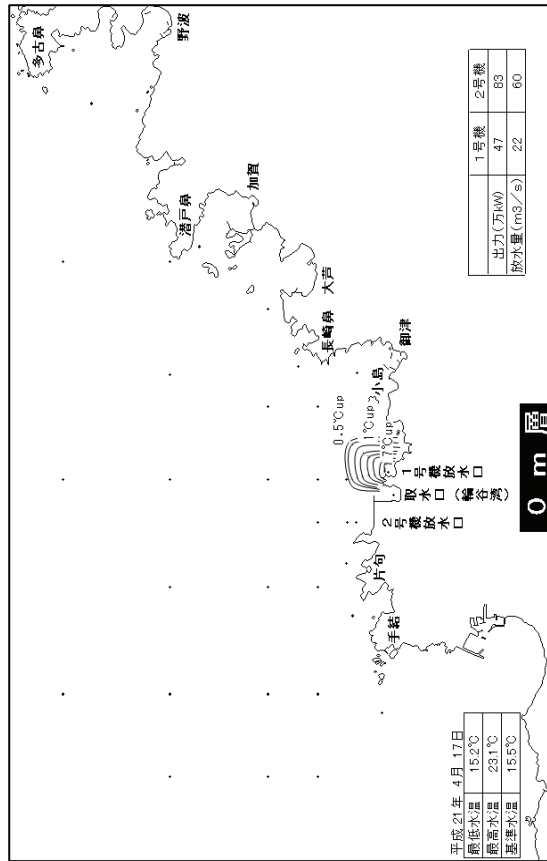 多古鼻
野波
潜戸鼻
加賀
大芦
長崎鼻
御津
小島
0.5℃up
1℃up
7℃up
1号機放水口
取水口（輪谷湾）
2号機放水口
片句
手結
1号機 2号機
出力(万kW) 47 83
放水量(m3／s) 22 60
0m層
平成21年 4月 17日
最低水温 15.2℃
最高水温 23.1℃
基準水温 15.5℃